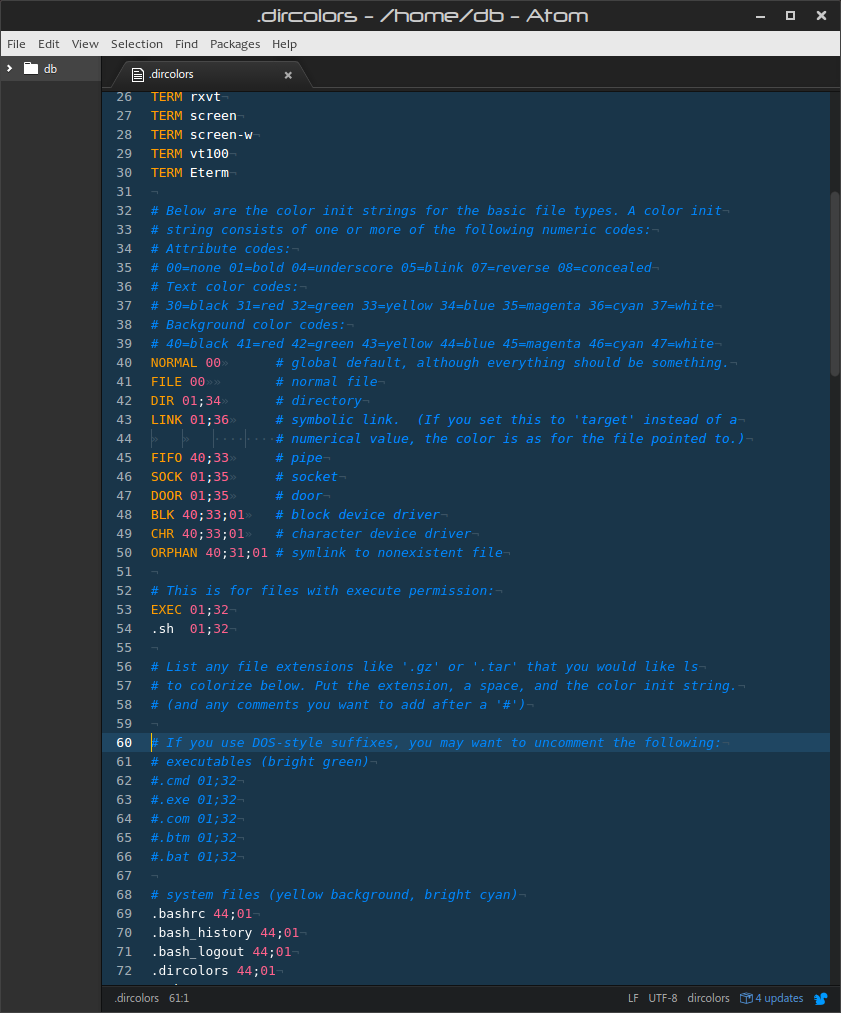 .dircolors - /home/db - Atom
File Edit View Selection Find Packages Help
db
.dircolors
26 TERM rxvt
27 TERM screen
28 TERM screen-w
29 TERM vt100
30 TERM Eterm
31
32 # Below are the color init strings for the basic file types. A color init
33 # string consists of one or more of the following numeric codes:
34 # Attribute codes:
35 # 00=none 01=bold 04=underscore 05=blink 07=reverse 08=concealed
36 # Text color codes:
37 # 30=black 31=red 32=green 33=yellow 34=blue 35=magenta 36=cyan 37=white
38 # Background color codes:
39 # 40=black 41=red 42=green 43=yellow 44=blue 45=magenta 46=cyan 47=white
40 NORMAL 00 # global default, although everything should be something.
41 FILE 00 # normal file
42 DIR 01;34 # directory
43 LINK 01;36 # symbolic link.  (If you set this to 'target' instead of a
44 # numerical value, the color is as for the file pointed to.)
45 FIFO 40;33 # pipe
46 SOCK 01;35 # socket
47 DOOR 01;35 # door
48 BLK 40;33;01 # block device driver
49 CHR 40;33;01 # character device driver
50 ORPHAN 40;31;01 # symlink to nonexistent file
51
52 # This is for files with execute permission:
53 EXEC 01;32
54 .sh  01;32
55
56 # List any file extensions like '.gz' or '.tar' that you would like ls
57 # to colorize below. Put the extension, a space, and the color init string.
58 # (and any comments you want to add after a '#')
59
60 # If you use DOS-style suffixes, you may want to uncomment the following:
61 # executables (bright green)
62 #.cmd 01;32
63 #.exe 01;32
64 #.com 01;32
65 #.btm 01;32
66 #.bat 01;32
67
68 # system files (yellow background, bright cyan)
69 .bashrc 44;01
70 .bash_history 44;01
71 .bash_logout 44;01
72 .dircolors 44;01
.dircolors 61:1 LF UTF-8 dircolors 4 updates